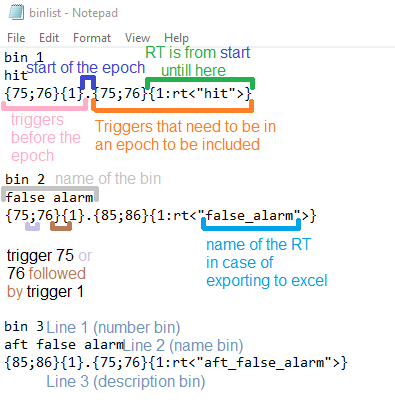 binlist - Notepad
File Edit Format View Help
bin 1
RT is from start
untill here
hit
start of the epoch
{75;76}{1}.{75;76}{1:rt<"hit">}
triggers
before the
epoch
Triggers that need to be in
an epoch to be included
bin 2 name of the bin
false alarm
{75;76}{1}.{85;86}{1:rt<"false_alarm">}
trigger 75 or
76 followed
by trigger 1
name of the RT
in case of
exporting to excel
bin 3 Line 1 (number bin)
aft false alarm Line 2 (name bin)
{85;86}{1}.{75;76}{1:rt<"aft_false_alarm">}
Line 3 (description bin)